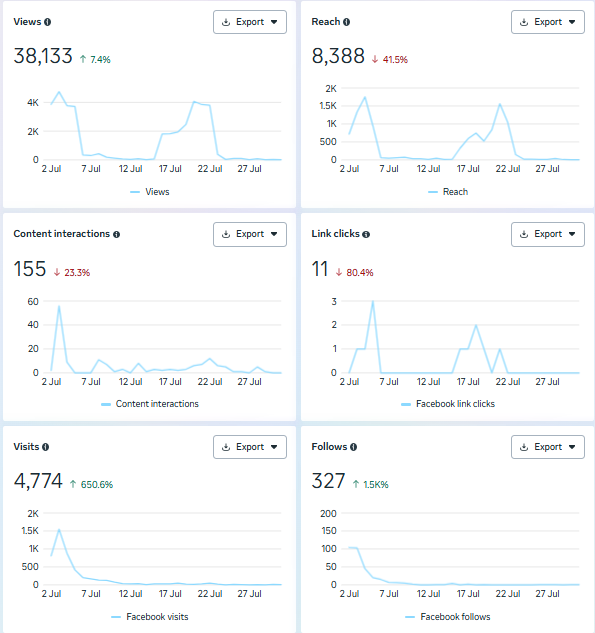 Views
Export
38,133 ↑ 7.4%
4K
2K
0
2 Jul 7 Jul 12 Jul 17 Jul 22 Jul 27 Jul
Views
Reach
Export
8,388 ↓ 41.5%
2K
1.5K
1K
500
0
2 Jul 7 Jul 12 Jul 17 Jul 22 Jul 27 Jul
Reach
Content interactions
Export
155 ↓ 23.3%
60
40
20
0
2 Jul 7 Jul 12 Jul 17 Jul 22 Jul 27 Jul
Content interactions
Link clicks
Export
11 ↓ 80.4%
3
2
1
0
2 Jul 7 Jul 12 Jul 17 Jul 22 Jul 27 Jul
Facebook link clicks
Visits
Export
4,774 ↑ 650.6%
2K
1.5K
1K
500
0
2 Jul 7 Jul 12 Jul 17 Jul 22 Jul 27 Jul
Facebook visits
Follows
Export
327 ↑ 1.5K%
200
150
100
50
0
2 Jul 7 Jul 12 Jul 17 Jul 22 Jul 27 Jul
Facebook follows